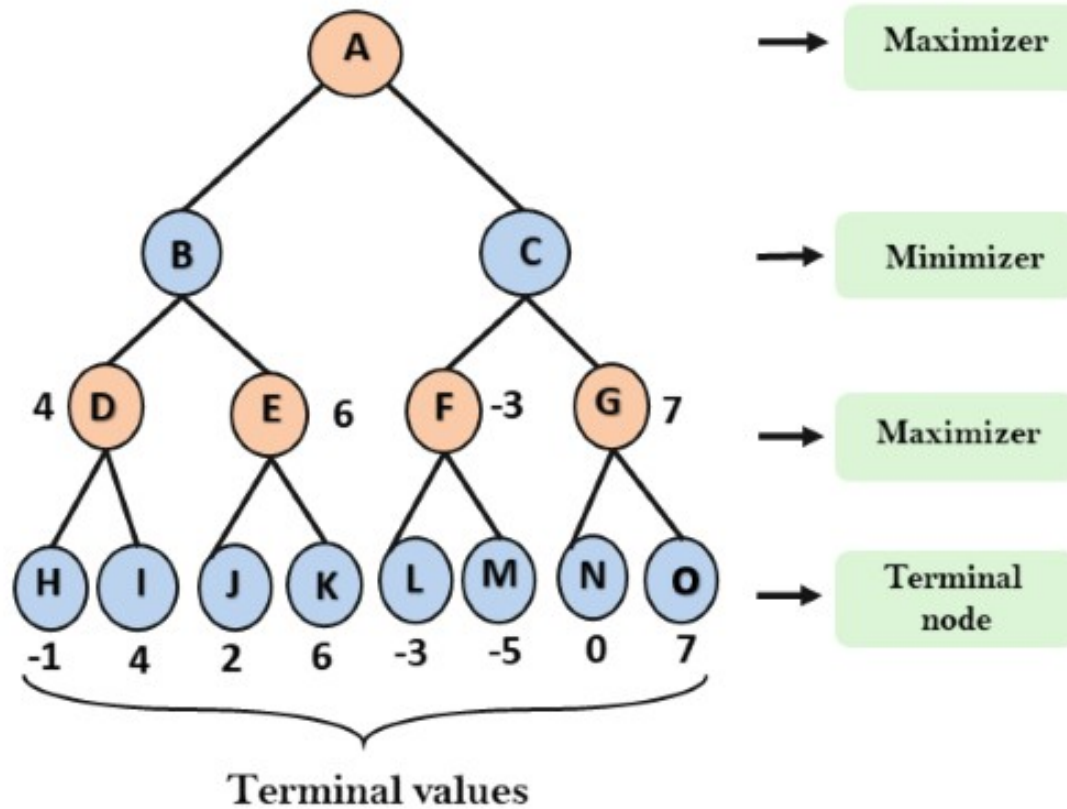 A
Maximizer
B
C
Minimizer
4 D E 6 F -3 G 7
Maximizer
H I J K L M N O
Terminal
node
-1 4 2 6 -3 -5 0 7
Terminal values